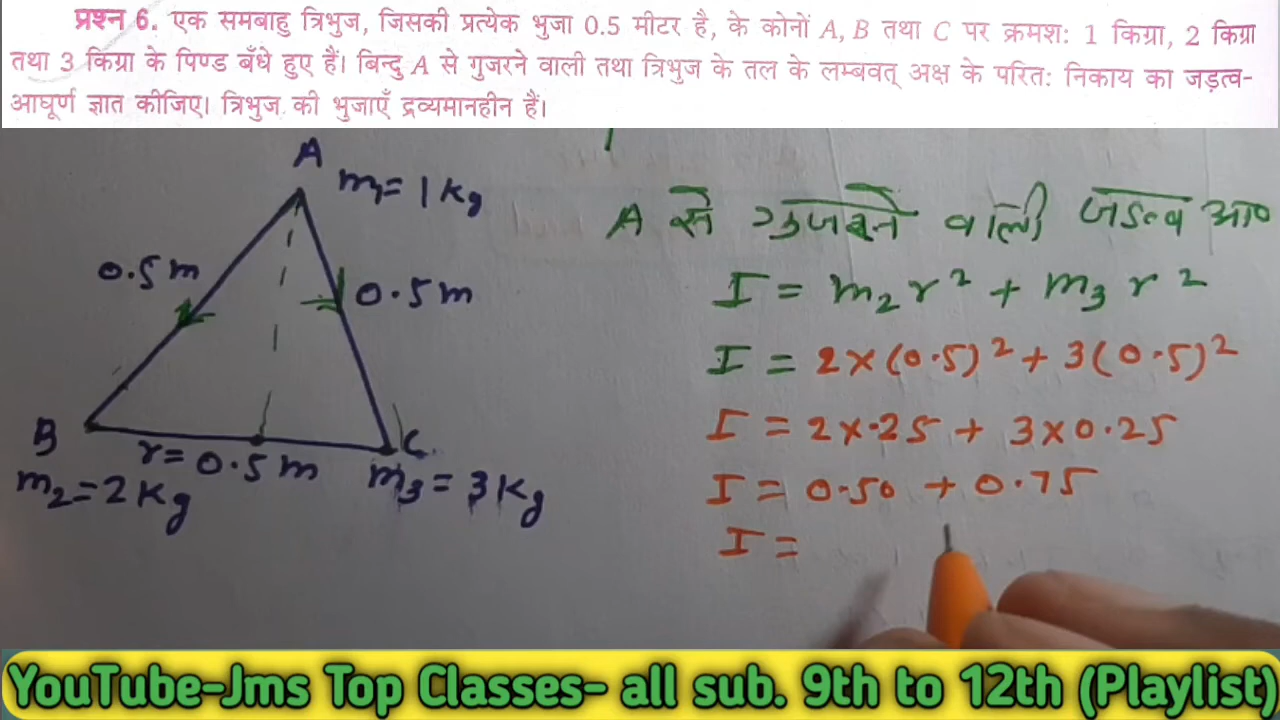 प्रश्न 6. एक समबाहु त्रिभुज, जिसकी प्रत्येक भुजा 0.5 मीटर है, के कोनों A, B तथा C पर क्रमश: 1 किग्रा, 2 किग्रा
तथा 3 किग्रा के पिण्ड बँधे हुए हैं। बिन्दु A से गुजरने वाली तथा त्रिभुज के तल के लम्बवत् अक्ष के परित: निकाय का जड़त्व-
आघूर्ण ज्ञात कीजिए। त्रिभुज की भुजाएँ द्रव्यमानहीन हैं।
A
m₁= 1 kg
0.5 m
0.5 m
B
C
r= 0.5 m
m₂=2 kg
m₃= 3 kg
A से गुजरने वाली जड़त्व आ०
I = m₂r² + m₃ r²
I = 2×(0.5)² + 3(0.5)²
I = 2×.25 + 3×0.25
I = 0.50 + 0.75
I =
YouTube-Jms Top Classes- all sub. 9th to 12th (Playlist)